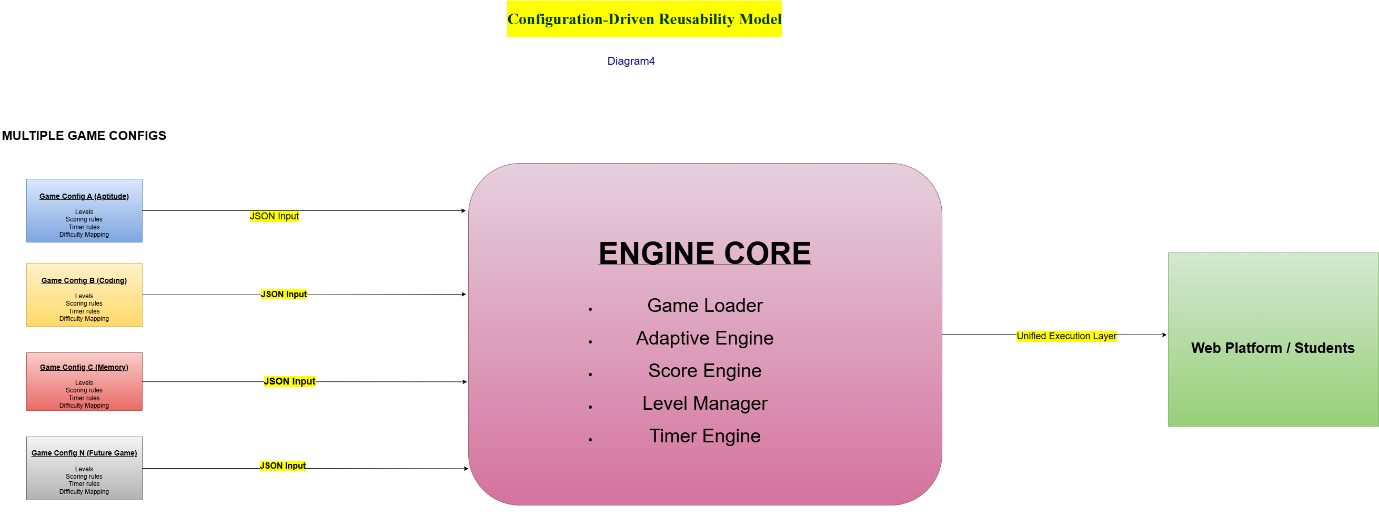 Configuration-Driven Reusability Model
Diagram4
MULTIPLE GAME CONFIGS
Game Config A (Aptitude)
Levels
Scoring rules
Timer rules
Difficulty Mapping
JSON Input
Game Config B (Coding)
Levels
Scoring rules
Timer rules
Difficulty Mapping
JSON Input
Game Config C (Memory)
Levels
Scoring rules
Timer rules
Difficulty Mapping
JSON Input
Game Config N (Future Game)
Levels
Scoring rules
Timer rules
Difficulty Mapping
JSON Input
ENGINE CORE
• Game Loader
• Adaptive Engine
• Score Engine
• Level Manager
• Timer Engine
Unified Execution Layer
Web Platform / Students